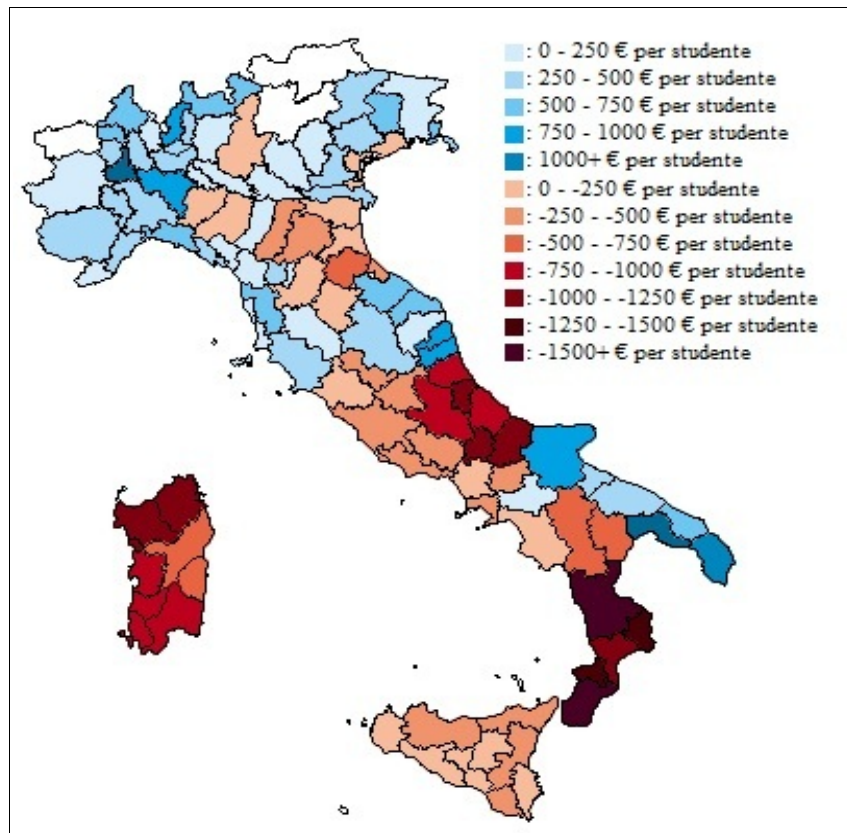 : 0 - 250 € per studente
: 250 - 500 € per studente
: 500 - 750 € per studente
: 750 - 1000 € per studente
: 1000+ € per studente
: 0 - -250 € per studente
: -250 - -500 € per studente
: -500 - -750 € per studente
: -750 - -1000 € per studente
: -1000 - -1250 € per studente
: -1250 - -1500 € per studente
: -1500+ € per studente